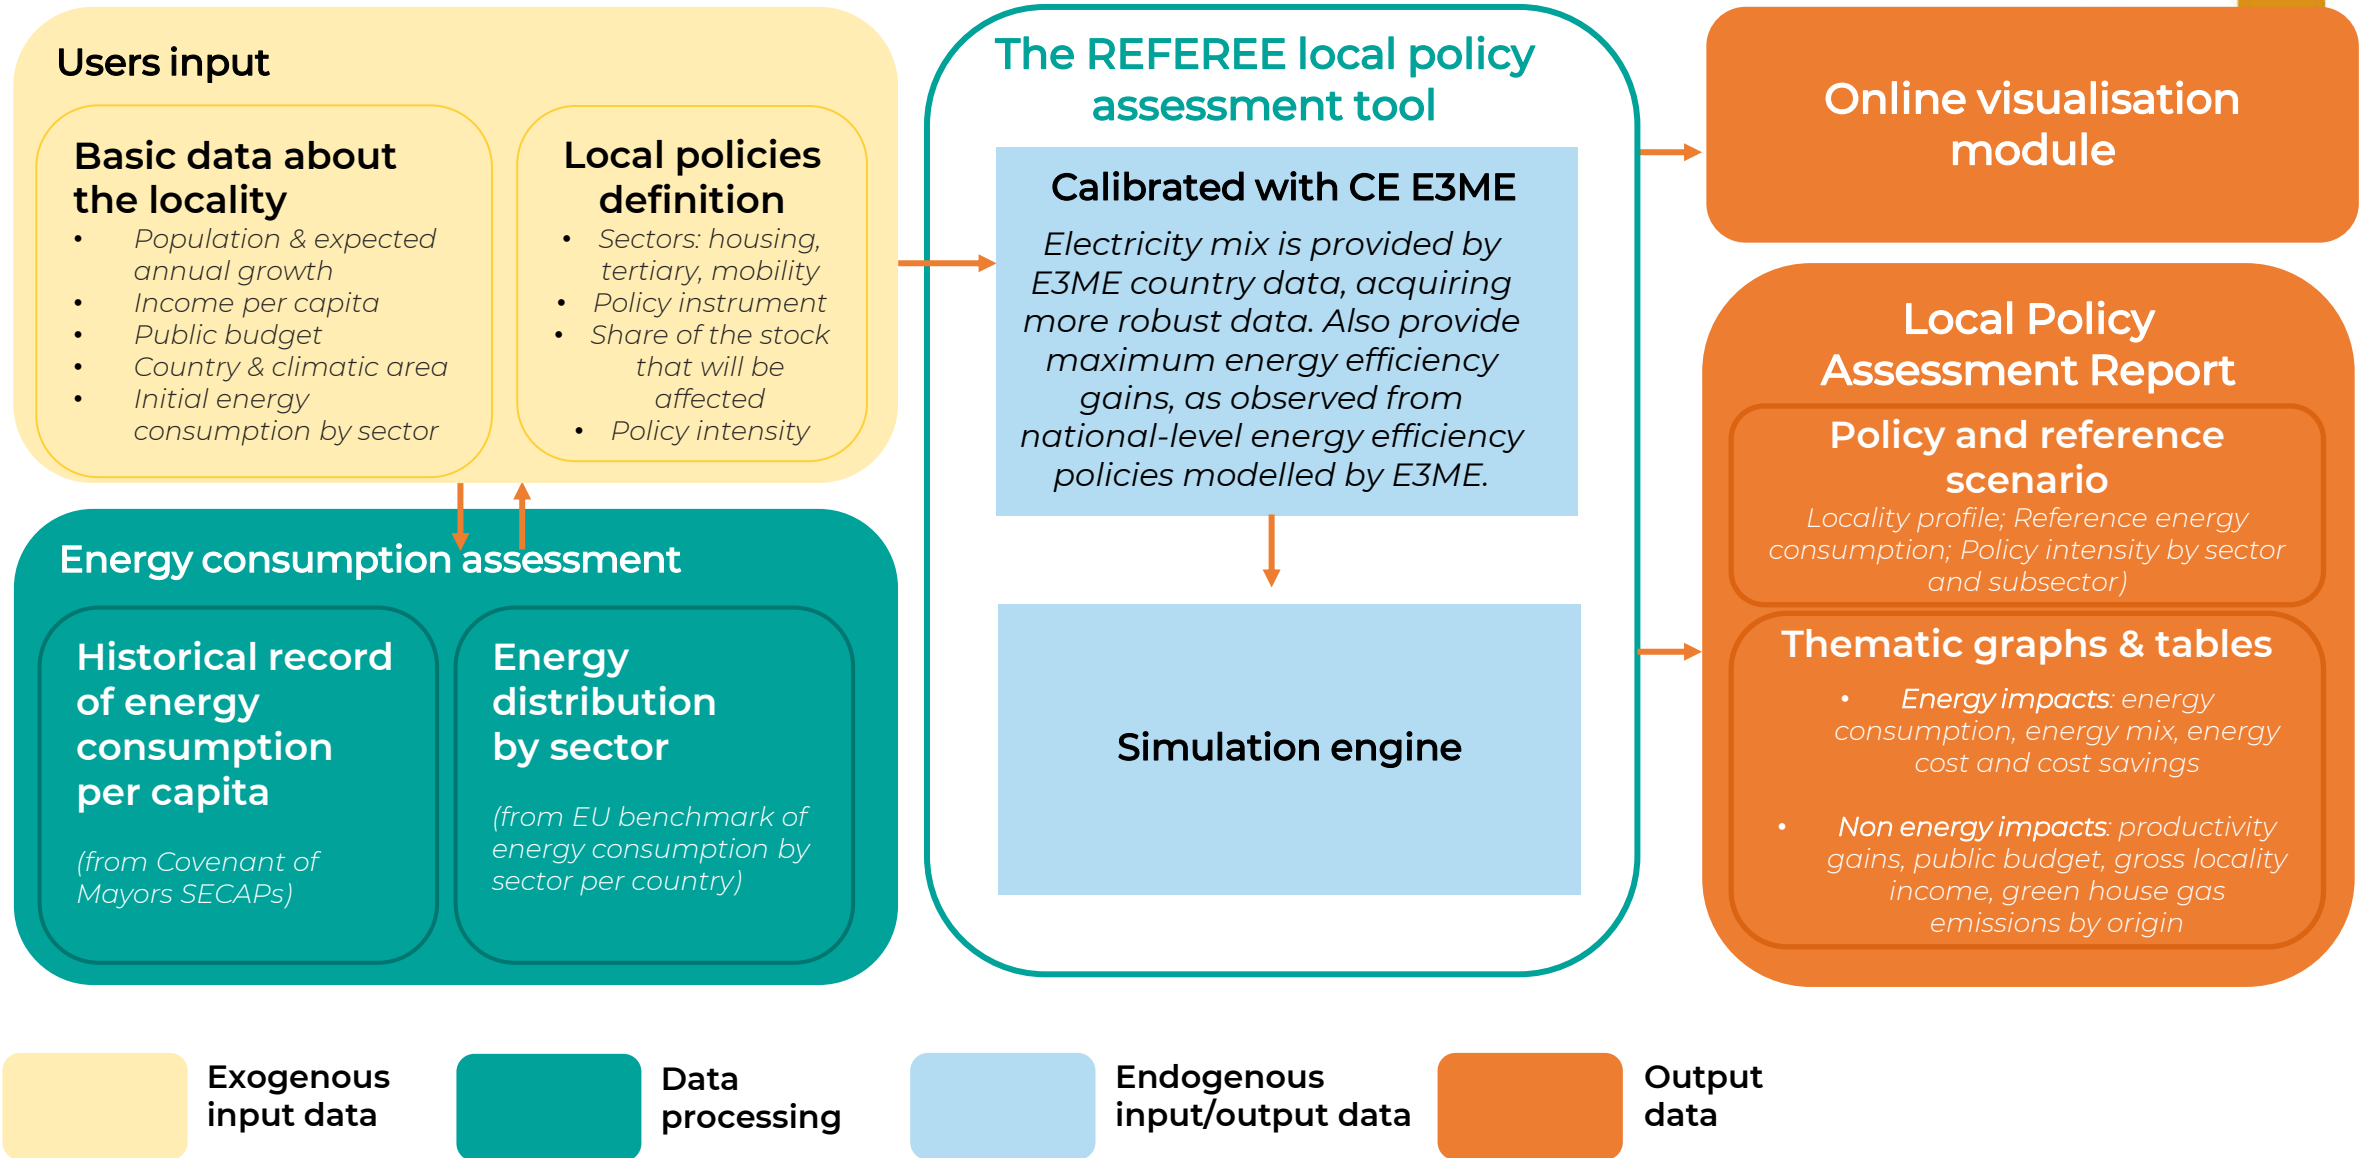 Users input
Basic data about
the locality
• Population & expected
annual growth
• Income per capita
• Public budget
• Country & climatic area
• Initial energy
consumption by sector
Local policies
definition
• Sectors: housing,
tertiary, mobility
• Policy instrument
• Share of the stock
that will be
affected
• Policy intensity
Energy consumption assessment
Historical record
of energy
consumption
per capita
(from Covenant of
Mayors SECAPs)
Energy
distribution
by sector
(from EU benchmark of
energy consumption by
sector per country)
The REFEREE local policy
assessment tool
Calibrated with CE E3ME
Electricity mix is provided by
E3ME country data, acquiring
more robust data. Also provide
maximum energy efficiency
gains, as observed from
national-level energy efficiency
policies modelled by E3ME.
Simulation engine
Online visualisation
module
Local Policy
Assessment Report
Policy and reference
scenario
Locality profile; Reference energy
consumption; Policy intensity by sector
and subsector)
Thematic graphs & tables
• Energy impacts: energy
consumption, energy mix, energy
cost and cost savings
• Non energy impacts: productivity
gains, public budget, gross locality
income, green house gas
emissions by origin
Exogenous
input data
Data
processing
Endogenous
input/output data
Output
data